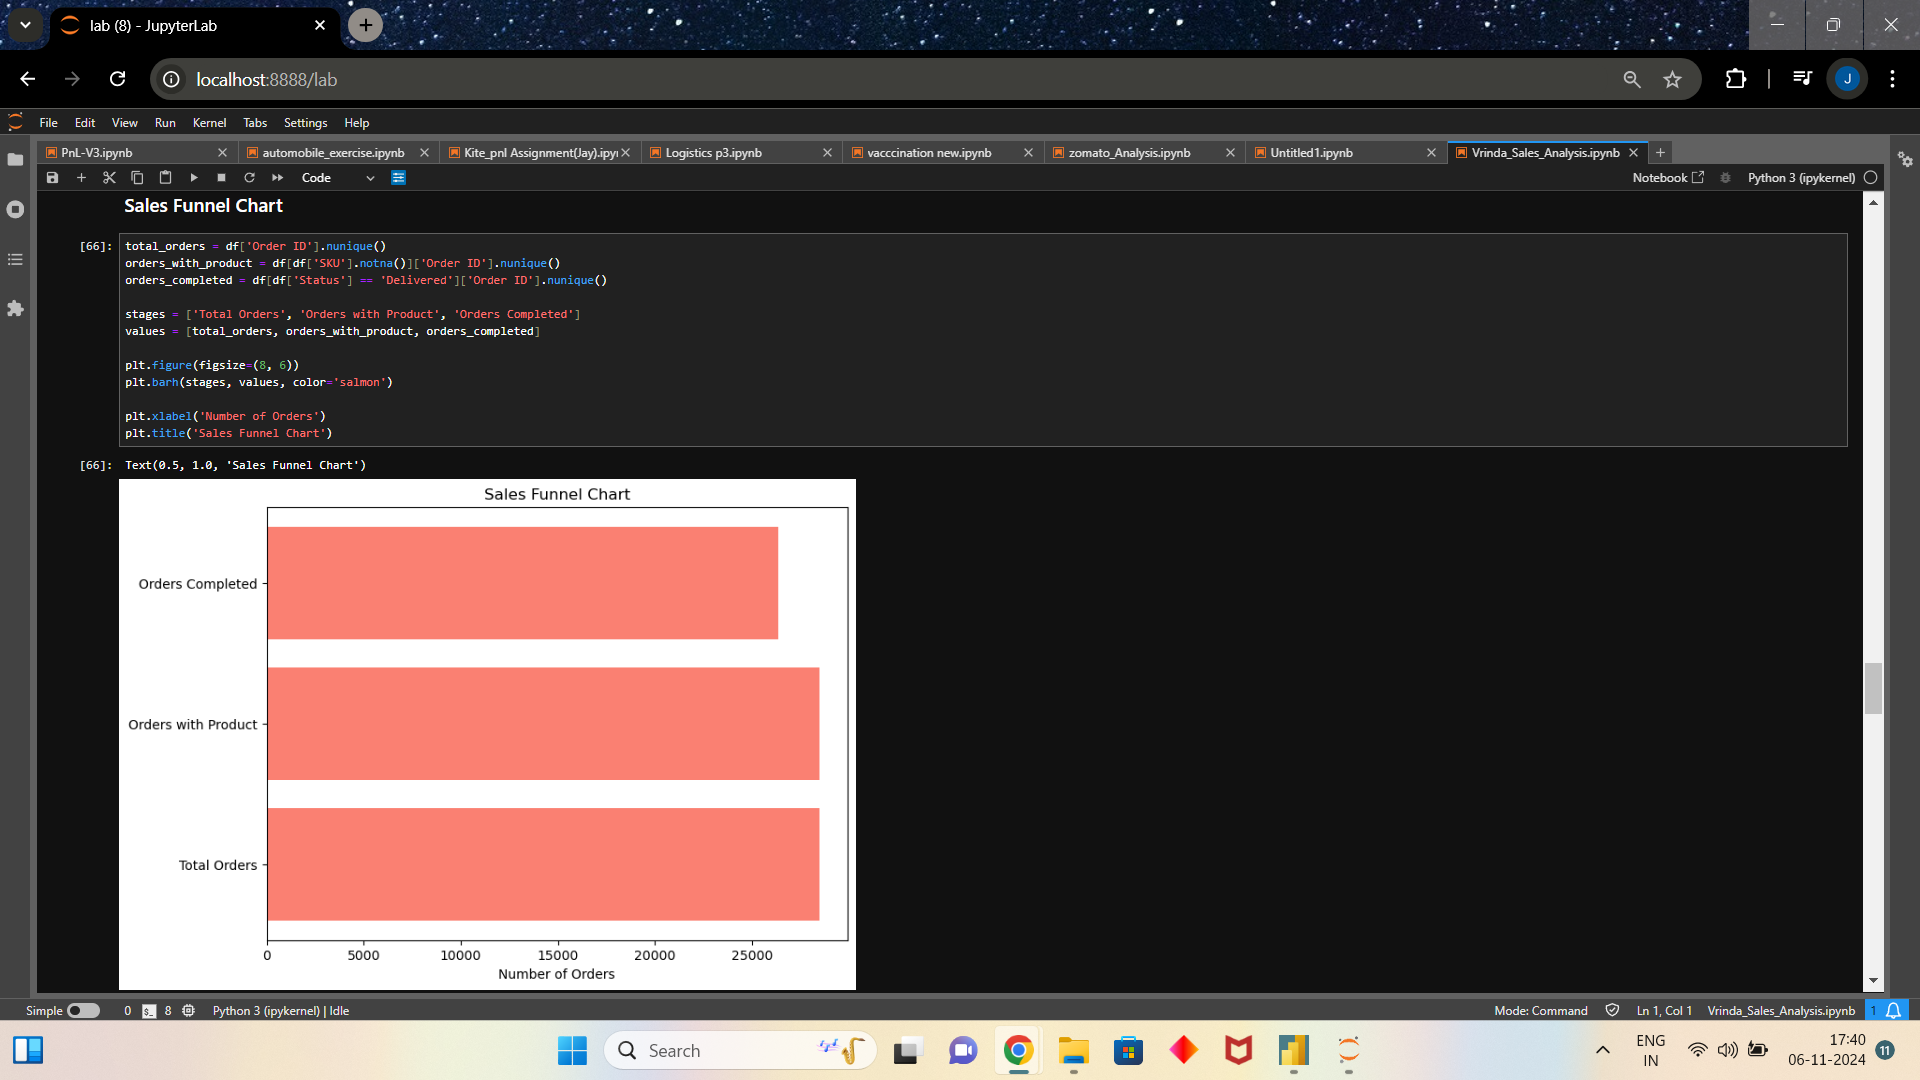 lab (8) - JupyterLab
localhost:8888/lab
J
File Edit View Run Kernel Tabs Settings Help
PnL-V3.ipynb automobile_exercise.ipynb Kite_pnl Assignment(Jay).ipyi Logistics p3.ipynb vacccination new.ipynb zomato_Analysis.ipynb Untitled1.ipynb Vrinda_Sales_Analysis.ipynb
Code Notebook Python 3 (ipykernel)
Sales Funnel Chart
[66]: total_orders = df['Order ID'].nunique()
orders_with_product = df[df['SKU'].notna()]['Order ID'].nunique()
orders_completed = df[df['Status'] == 'Delivered']['Order ID'].nunique()
stages = ['Total Orders', 'Orders with Product', 'Orders Completed']
values = [total_orders, orders_with_product, orders_completed]
plt.figure(figsize=(8, 6))
plt.barh(stages, values, color='salmon')
plt.xlabel('Number of Orders')
plt.title('Sales Funnel Chart')
[66]: Text(0.5, 1.0, 'Sales Funnel Chart')
Sales Funnel Chart
Orders Completed
Orders with Product
Total Orders
0 5000 10000 15000 20000 25000
Number of Orders
Simple 0 $_ 8 Python 3 (ipykernel) | Idle Mode: Command Ln 1, Col 1 Vrinda_Sales_Analysis.ipynb 1
Search
ENG
IN
17:40
06-11-2024
11